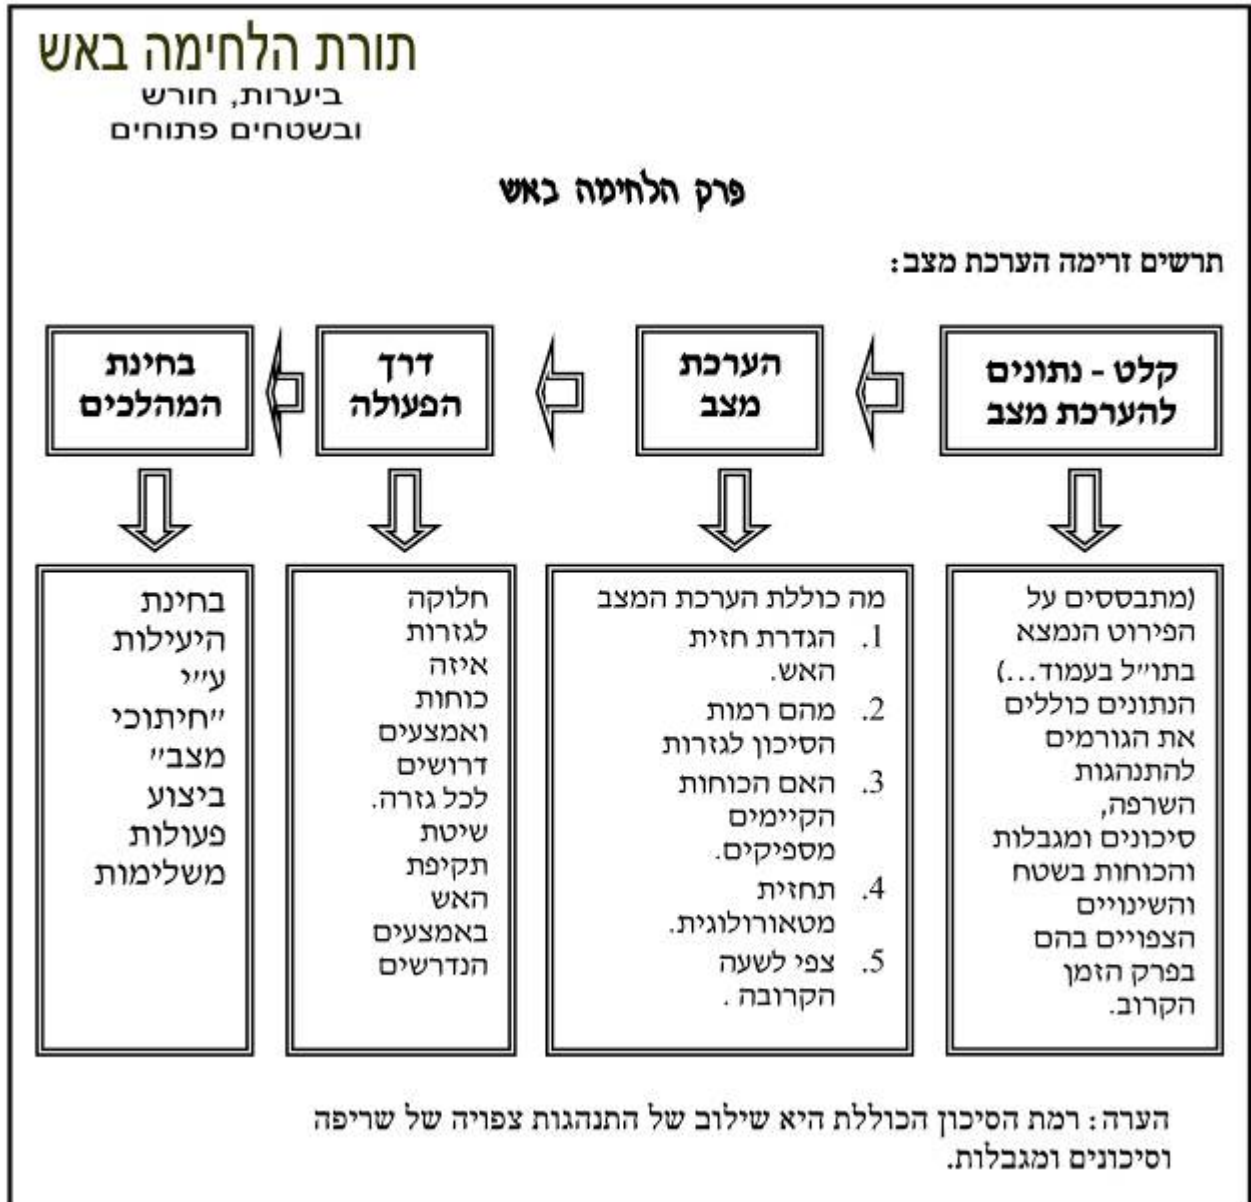 תורת הלחימה באש
ביערות, חורש
ובשטחים פתוחים
פרק הלחימה באש
תרשים זרימה הערכת מצב:
קלט - נתונים
להערכת מצב
הערכת
מצב
דרך
הפעולה
בחינת
המהלכים
(מתבססים על
הפירוט הנמצא
בתו״ל בעמוד...)
הנתונים כוללים
את הגורמים
להתנהגות
השרפה,
סיכונים ומגבלות
והכוחות בשטח
והשינויים
הצפויים בהם
בפרק הזמן
הקרוב.
מה כוללת הערכת המצב
1. הגדרת חזית
האש.
2. מהם רמות
הסיכון לגזרות
3. האם הכוחות
הקיימים
מספיקים.
4. תחזית
מטאורולוגית.
5. צפי לשעה
הקרובה .
חלוקה
לגזרות
איזה
כוחות
ואמצעים
דרושים
לכל גזרה.
שיטת
תקיפת
האש
באמצעים
הנדרשים
בחינת
היעילות
ע״י
״חיתוכי
מצב״
ביצוע
פעולות
משלימות
הערה: רמת הסיכון הכוללת היא שילוב של התנהגות צפויה של שריפה
וסיכונים ומגבלות.